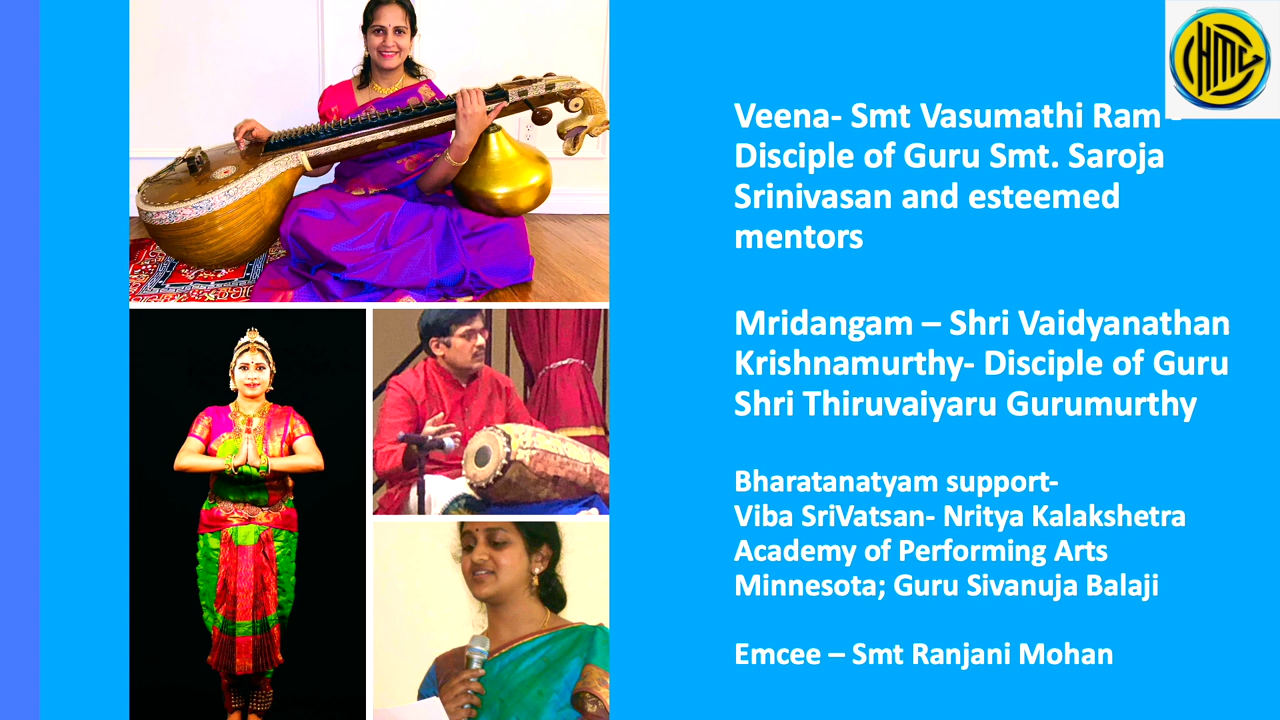 Veena- Smt Vasumathi Ram -
Disciple of Guru Smt. Saroja
Srinivasan and esteemed
mentors
Mridangam – Shri Vaidyanathan
Krishnamurthy- Disciple of Guru
Shri Thiruvaiyaru Gurumurthy
Bharatanatyam support-
Viba SriVatsan- Nritya Kalakshetra
Academy of Performing Arts
Minnesota; Guru Sivanuja Balaji
Emcee – Smt Ranjani Mohan